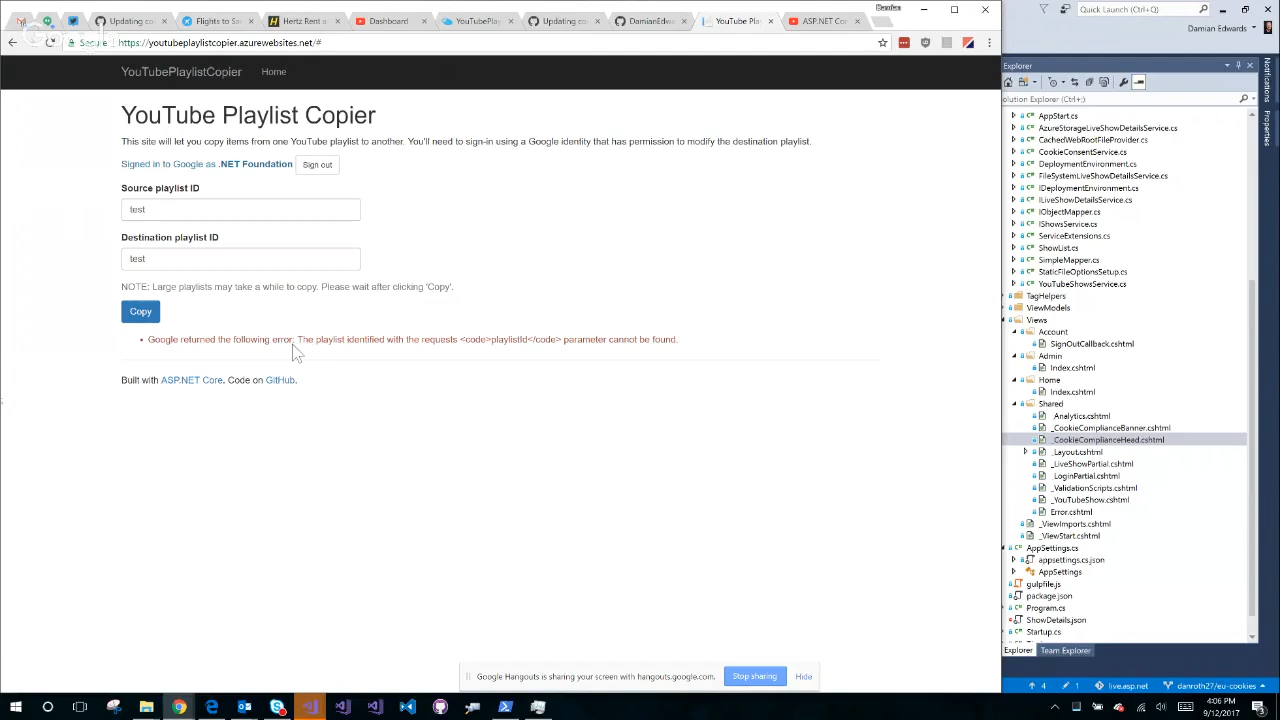 Damian
Updating co
Flights to Sa
Hertz Rent a
Dashboard
YouTubePlay
Updating co
DamianEdwa
YouTube Play
ASP.NET Com
Quick Launch (Ctrl+Q)
Secure https://youtubeplaylistcopier.azurewebsites.net/#
Damian Edwards
YouTubePlaylistCopier Home
Explorer
olution Explorer (Ctrl+;)
Notifications
Properties
YouTube Playlist Copier
This site will let you copy items from one YouTube playlist to another. You'll need to sign-in using a Google identity that has permission to modify the destination playlist.
Signed in to Google as .NET Foundation Sign out
Source playlist ID
test
Destination playlist ID
test
NOTE: Large playlists may take a while to copy. Please wait after clicking 'Copy'.
Copy
• Google returned the following error: The playlist identified with the requests <code>playlistId</code> parameter cannot be found.
Built with ASP.NET Core. Code on GitHub.
AppStart.cs
AzureStorageLiveShowDetailsService.cs
CachedWebRootFileProvider.cs
CookieConsentService.cs
DeploymentEnvironment.cs
FileSystemLiveShowDetailsService.cs
IDeploymentEnvironment.cs
ILiveShowDetailsService.cs
IObjectMapper.cs
IShowsService.cs
ServiceExtensions.cs
ShowList.cs
SimpleMapper.cs
StaticFileOptionsSetup.cs
YouTubeShowsService.cs
TagHelpers
ViewModels
Views
Account
SignOutCallback.cshtml
Admin
Index.cshtml
Home
Index.cshtml
Shared
_Analytics.cshtml
_CookieComplianceBanner.cshtml
_CookieComplianceHead.cshtml
_Layout.cshtml
_LiveShowPartial.cshtml
_LoginPartial.cshtml
_ValidationScripts.cshtml
_YouTubeShow.cshtml
Error.cshtml
_ViewImports.cshtml
_ViewStart.cshtml
AppSettings.cs
appsettings.cs.json
AppSettings
gulpfile.js
package.json
Program.cs
ShowDetails.json
Startup.cs
Explorer Team Explorer
Google Hangouts is sharing your screen with hangouts.google.com. Stop sharing Hide
4 1 live.asp.net danroth27/eu-cookies
4:06 PM
9/12/2017